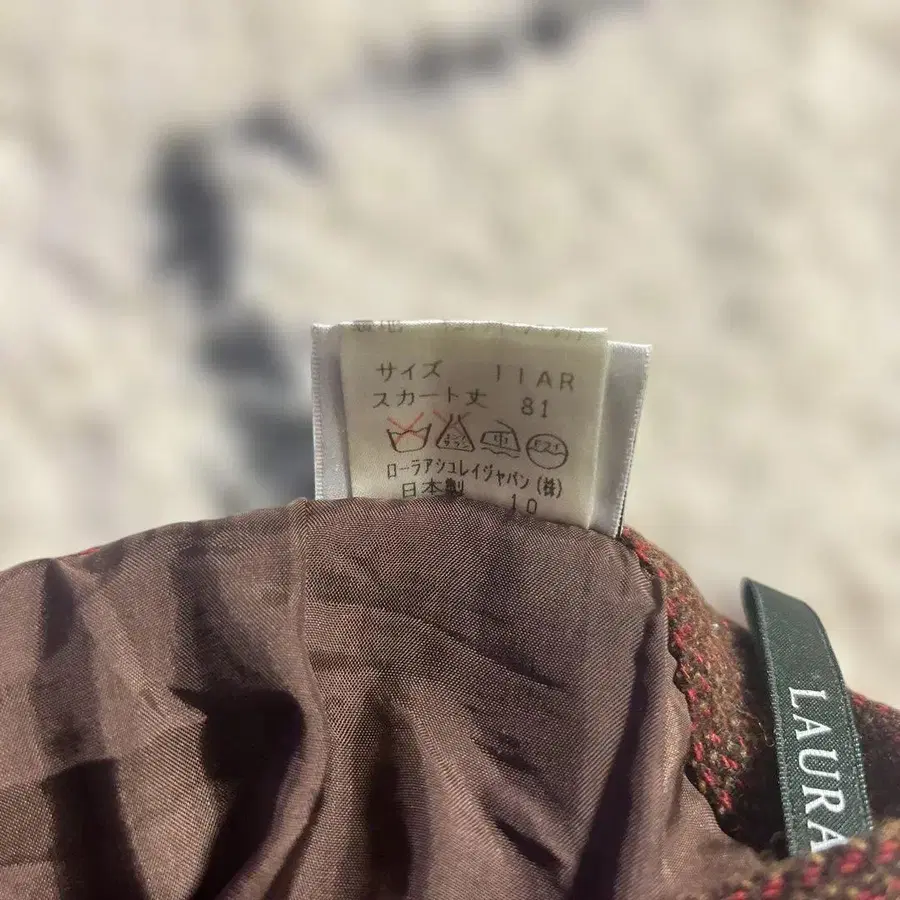 サイズ 11AR
スカート丈 81
中
ローラアシュレイジャパン(株)
日本製 10
LAURA